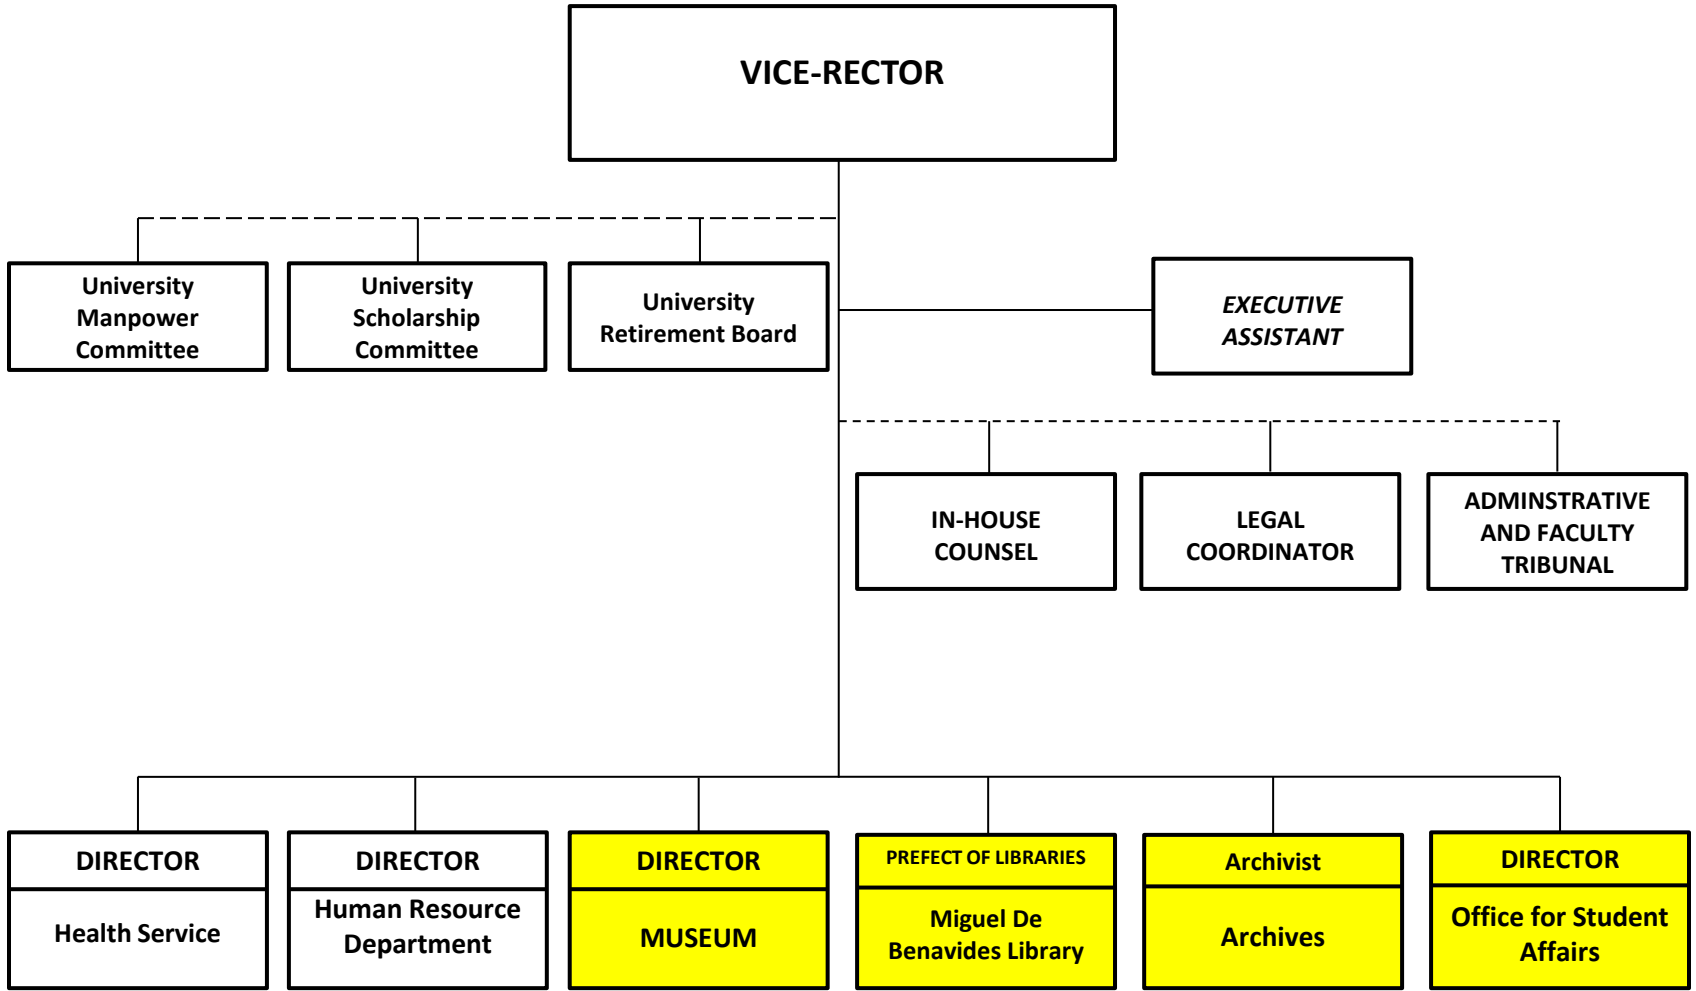 VICE-RECTOR
University
Manpower
Committee
University
Scholarship
Committee
University
Retirement Board
EXECUTIVE
ASSISTANT
IN-HOUSE
COUNSEL
LEGAL
COORDINATOR
ADMINSTRATIVE
AND FACULTY
TRIBUNAL
DIRECTOR
Health Service
DIRECTOR
Human Resource
Department
DIRECTOR
MUSEUM
PREFECT OF LIBRARIES
Miguel De
Benavides Library
Archivist
Archives
DIRECTOR
Office for Student
Affairs